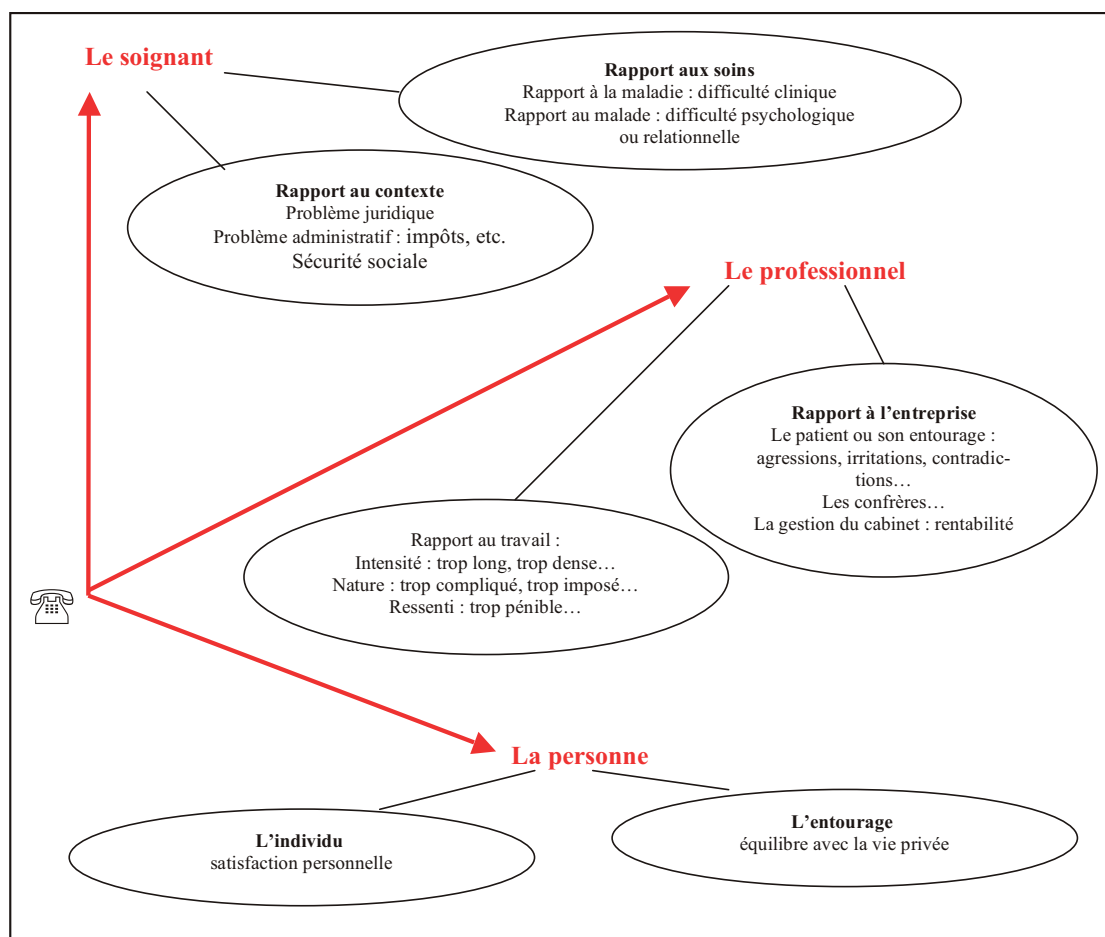 Le soignant
Rapport aux soins
Rapport à la maladie : difficulté clinique
Rapport au malade : difficulté psychologique
ou relationnelle
Rapport au contexte
Problème juridique
Problème administratif : impôts, etc.
Sécurité sociale
Le professionnel
Rapport à l’entreprise
Le patient ou son entourage :
agressions, irritations, contradic-
tions…
Les confrères…
La gestion du cabinet : rentabilité
Rapport au travail :
Intensité : trop long, trop dense…
Nature : trop compliqué, trop imposé…
Ressenti : trop pénible…
La personne
L’individu
satisfaction personnelle
L’entourage
équilibre avec la vie privée